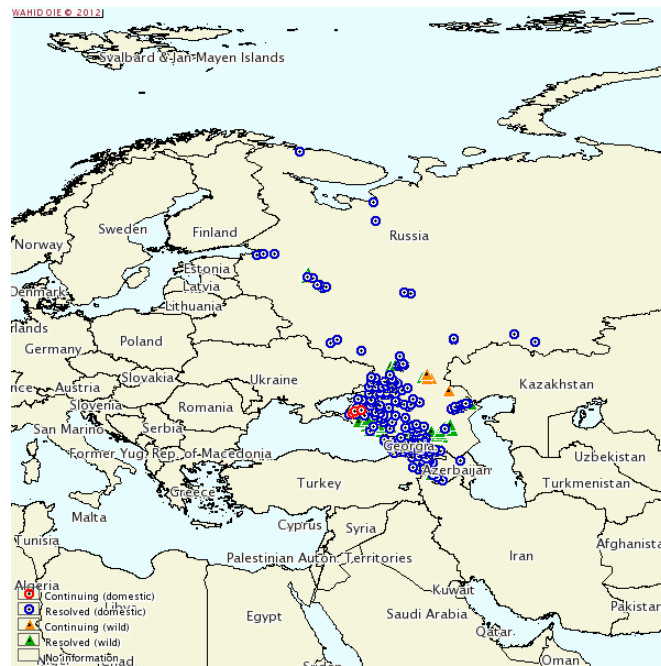 WAHID OIE © 2012
Svalbard & Jan Mayen Islands
Russia
Sweden
Finland
Norway
Estonia
Latvia
Denmark
Lithuania
Poland
Germany
Slovakia
Ukraine
Kazakhstan
Austria
Slovenia
Romania
San Marino
Serbia
Georgia
Former Yug. Rep. of Macedonia
Azerbaijan
Uzbekistan
Turkmenistan
Greece
Turkey
Malta
Cyprus
Syria
Tunisia
Iran
Afghanista
Palestinian Auton. Territories
Algeria
Kuwait
Pakistan
Continuing (domestic)
Resolved (domestic)
Libya
Egypt
Saudi Arabia
Continuing (wild)
Qatar
Resolved (wild)
No information
Oman